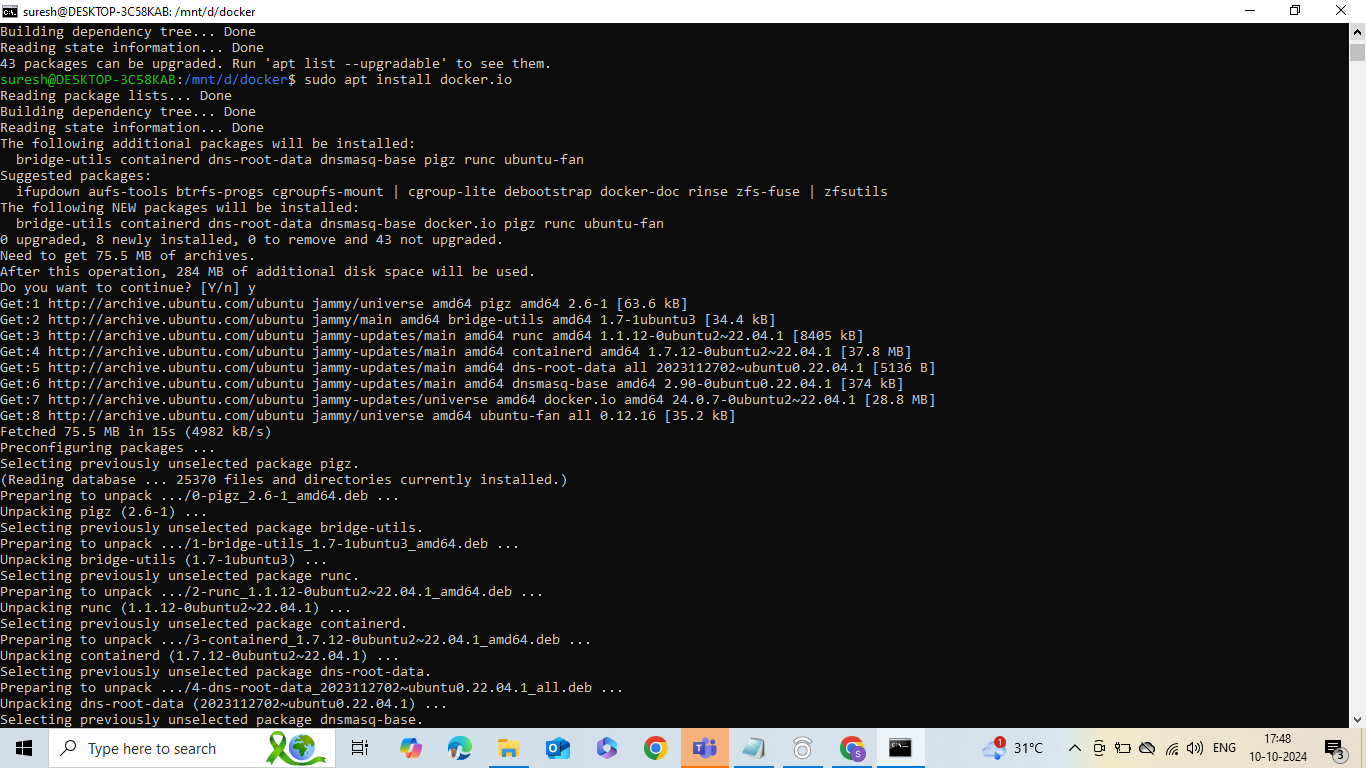 suresh@DESKTOP-3C58KAB: /mnt/d/docker
Building dependency tree... Done
Reading state information... Done
43 packages can be upgraded. Run 'apt list --upgradable' to see them.
suresh@DESKTOP-3C58KAB:/mnt/d/docker$ sudo apt install docker.io
Reading package lists... Done
Building dependency tree... Done
Reading state information... Done
The following additional packages will be installed:
  bridge-utils containerd dns-root-data dnsmasq-base pigz runc ubuntu-fan
Suggested packages:
  ifupdown aufs-tools btrfs-progs cgroupfs-mount | cgroup-lite debootstrap docker-doc rinse zfs-fuse | zfsutils
The following NEW packages will be installed:
  bridge-utils containerd dns-root-data dnsmasq-base docker.io pigz runc ubuntu-fan
0 upgraded, 8 newly installed, 0 to remove and 43 not upgraded.
Need to get 75.5 MB of archives.
After this operation, 284 MB of additional disk space will be used.
Do you want to continue? [Y/n] y
Get:1 http://archive.ubuntu.com/ubuntu jammy/universe amd64 pigz amd64 2.6-1 [63.6 kB]
Get:2 http://archive.ubuntu.com/ubuntu jammy/main amd64 bridge-utils amd64 1.7-1ubuntu3 [34.4 kB]
Get:3 http://archive.ubuntu.com/ubuntu jammy-updates/main amd64 runc amd64 1.1.12-0ubuntu2~22.04.1 [8405 kB]
Get:4 http://archive.ubuntu.com/ubuntu jammy-updates/main amd64 containerd amd64 1.7.12-0ubuntu2~22.04.1 [37.8 MB]
Get:5 http://archive.ubuntu.com/ubuntu jammy-updates/main amd64 dns-root-data all 2023112702~ubuntu0.22.04.1 [5136 B]
Get:6 http://archive.ubuntu.com/ubuntu jammy-updates/main amd64 dnsmasq-base amd64 2.90-0ubuntu0.22.04.1 [374 kB]
Get:7 http://archive.ubuntu.com/ubuntu jammy-updates/universe amd64 docker.io amd64 24.0.7-0ubuntu2~22.04.1 [28.8 MB]
Get:8 http://archive.ubuntu.com/ubuntu jammy/universe amd64 ubuntu-fan all 0.12.16 [35.2 kB]
Fetched 75.5 MB in 15s (4982 kB/s)
Preconfiguring packages ...
Selecting previously unselected package pigz.
(Reading database ... 25370 files and directories currently installed.)
Preparing to unpack .../0-pigz_2.6-1_amd64.deb ...
Unpacking pigz (2.6-1) ...
Selecting previously unselected package bridge-utils.
Preparing to unpack .../1-bridge-utils_1.7-1ubuntu3_amd64.deb ...
Unpacking bridge-utils (1.7-1ubuntu3) ...
Selecting previously unselected package runc.
Preparing to unpack .../2-runc_1.1.12-0ubuntu2~22.04.1_amd64.deb ...
Unpacking runc (1.1.12-0ubuntu2~22.04.1) ...
Selecting previously unselected package containerd.
Preparing to unpack .../3-containerd_1.7.12-0ubuntu2~22.04.1_amd64.deb ...
Unpacking containerd (1.7.12-0ubuntu2~22.04.1) ...
Selecting previously unselected package dns-root-data.
Preparing to unpack .../4-dns-root-data_2023112702~ubuntu0.22.04.1_all.deb ...
Unpacking dns-root-data (2023112702~ubuntu0.22.04.1) ...
Selecting previously unselected package dnsmasq-base.
Type here to search
1
31°C
ENG
17:48
10-10-2024
3